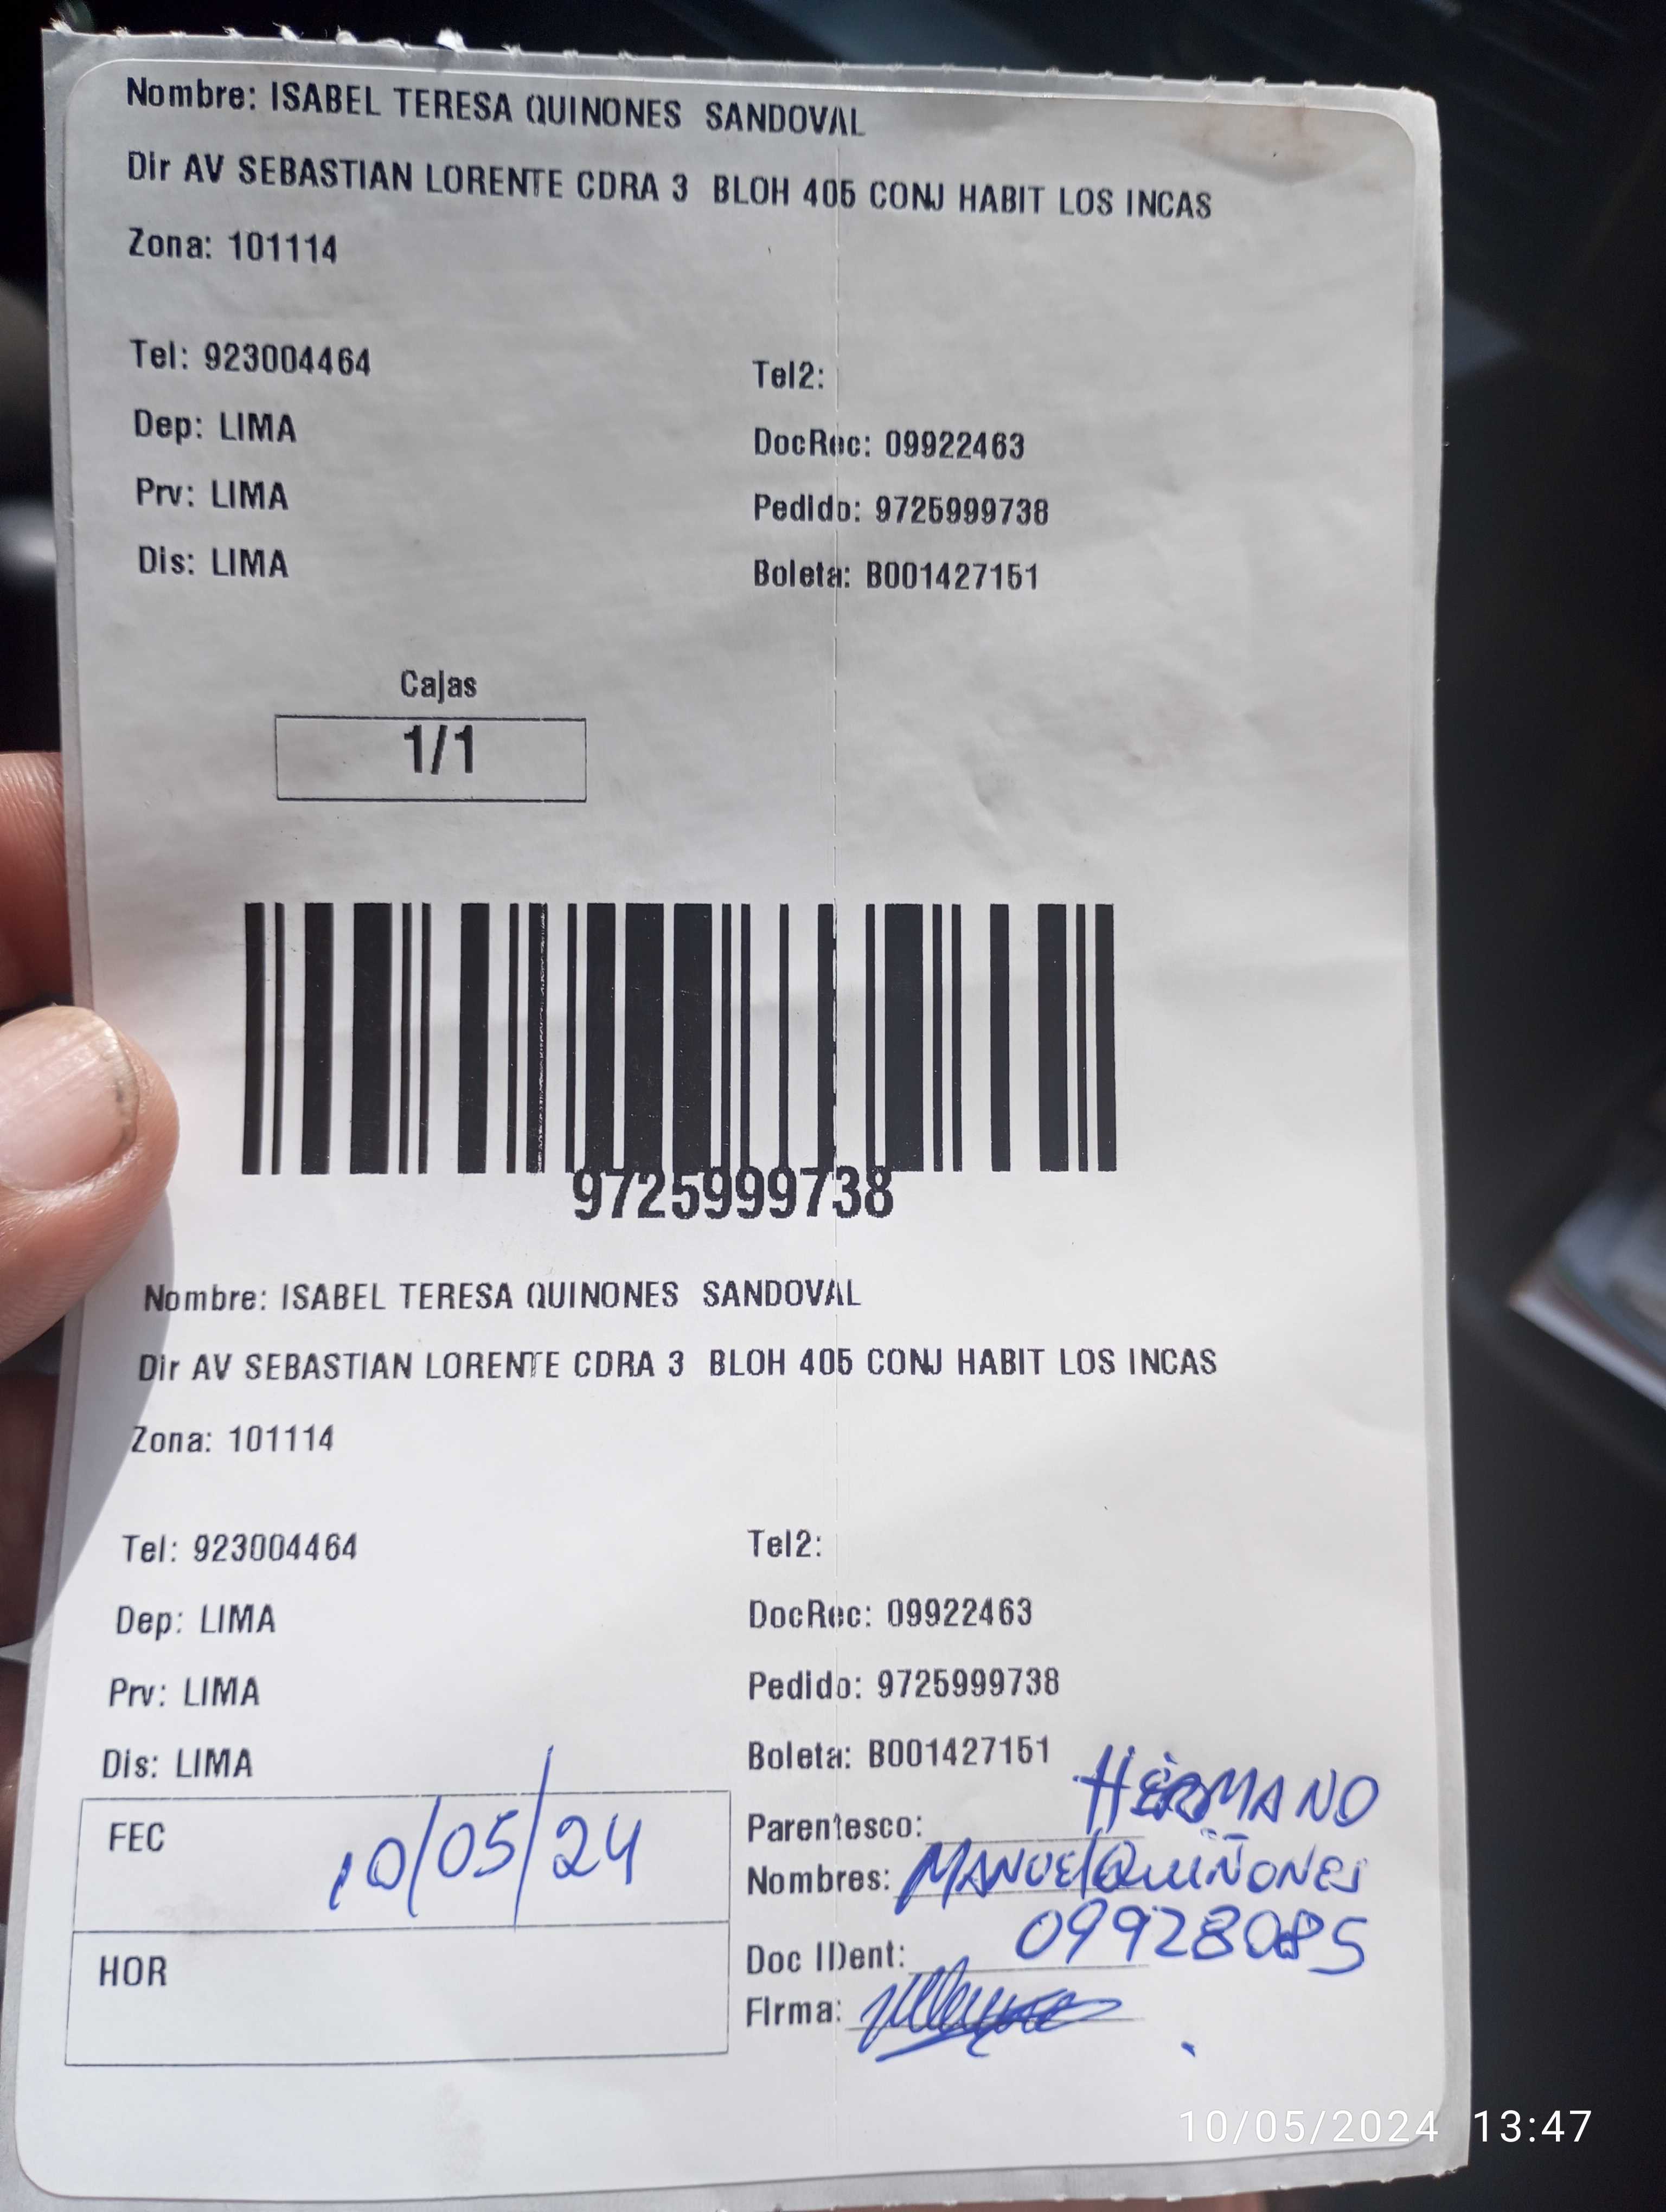 Nombre: ISABEL TERESA QUINONES SANDOVAL
Dir AV SEBASTIAN LORENTE CDRA 3 BLOH 405 CONJ HABIT LOS INCAS
Zona: 101114
Tel: 923004464
Tel2:
Dep: LIMA
DocRec: 09922463
Prv: LIMA
Pedido: 9725999738
Dis: LIMA
Boleta: B001427151
Cajas
1/1
9725999738
Nombre: ISABEL TERESA QUINONES SANDOVAL
Dir AV SEBASTIAN LORENTE CDRA 3 BLOH 405 CONJ HABIT LOS INCAS
Zona: 101114
Tel: 923004464
Tel2:
Dep: LIMA
DocRec: 09922463
Prv: LIMA
Pedido: 9725999738
Dis: LIMA
Boleta: B001427151
FEC 10/05/24
Parentesco: HERMANO
Nombres: MANUEL QUIÑONES
HOR
Doc IDent: 09928085
Firma:
10/05/2024 13:47